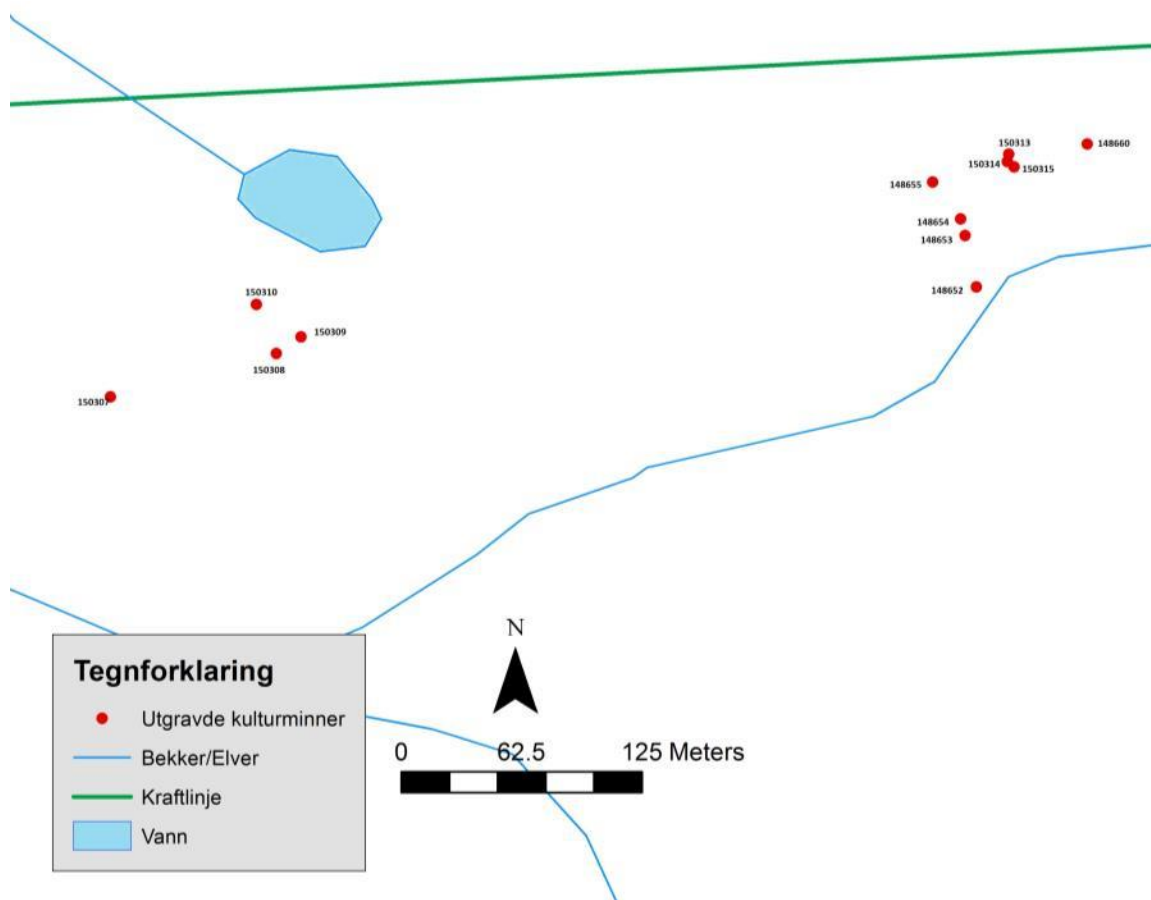 150313
148660
150314
150315
148655
148654
148653
148652
150310
150309
150308
150307
N
Tegnforklaring
Utgravde kulturminner
Bekker/Elver
Kraftlinje
Vann
0 62.5 125 Meters